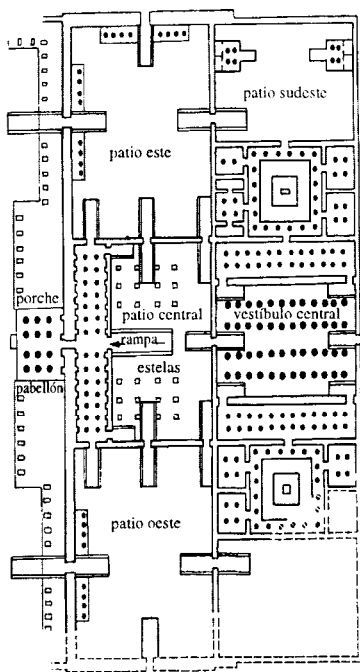 patio sudeste
patio este
porche
patio central
vestíbulo central
rampa
pabellón
estelas
patio oeste